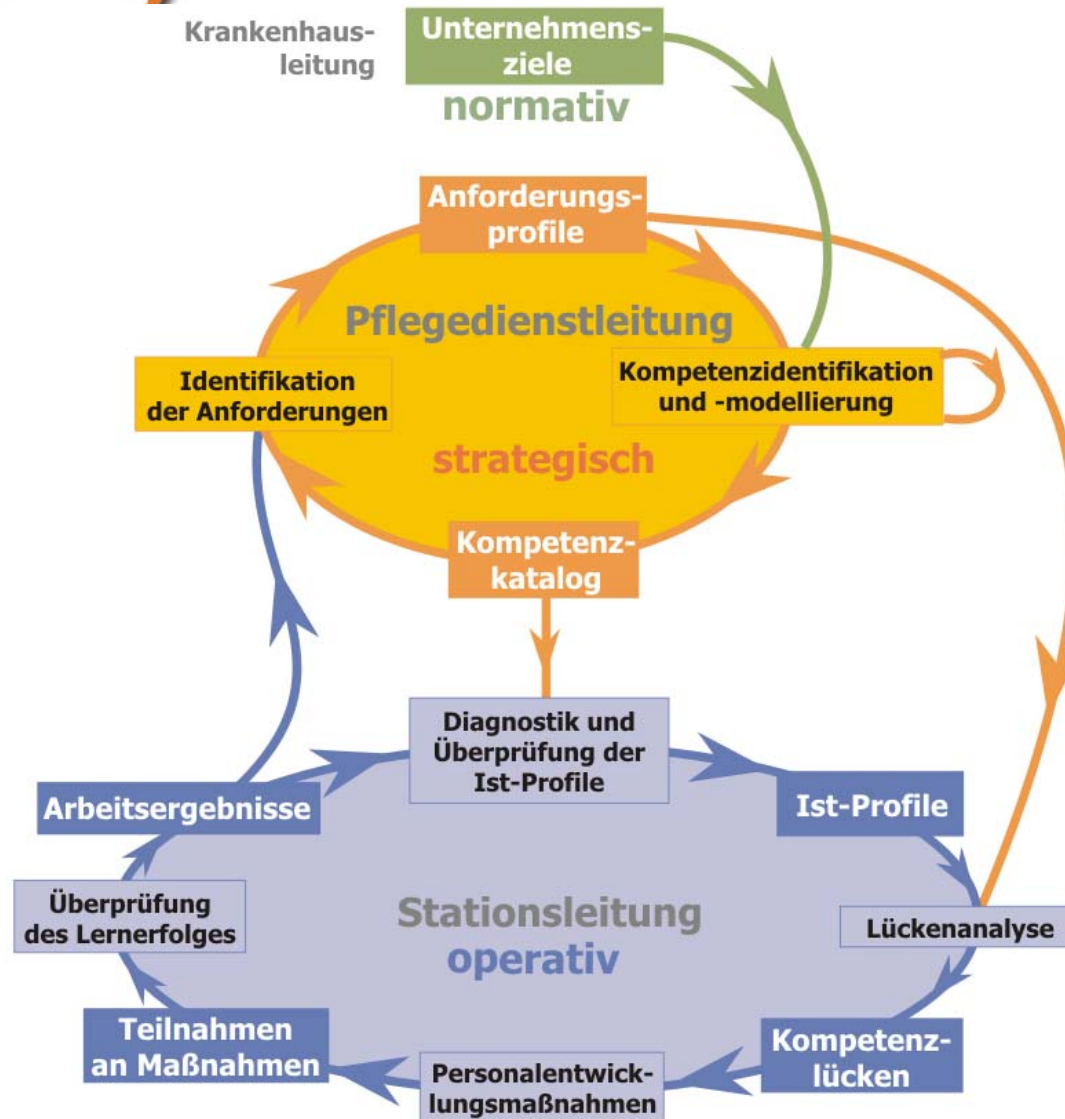 Krankenhaus-
leitung
Unternehmens-
ziele
normativ
Anforderungs-
profile
Pflegedienstleitung
Identifikation
der Anforderungen
Kompetenzidentifikation
und -modellierung
strategisch
Kompetenz-
katalog
Diagnostik und
Überprüfung der
Ist-Profile
Arbeitsergebnisse
Ist-Profile
Überprüfung
des Lernerfolges
Stationsleitung
operativ
Lückenanalyse
Teilnahmen
an Maßnahmen
Personalentwick-
lungsmaßnahmen
Kompetenz-
lücken